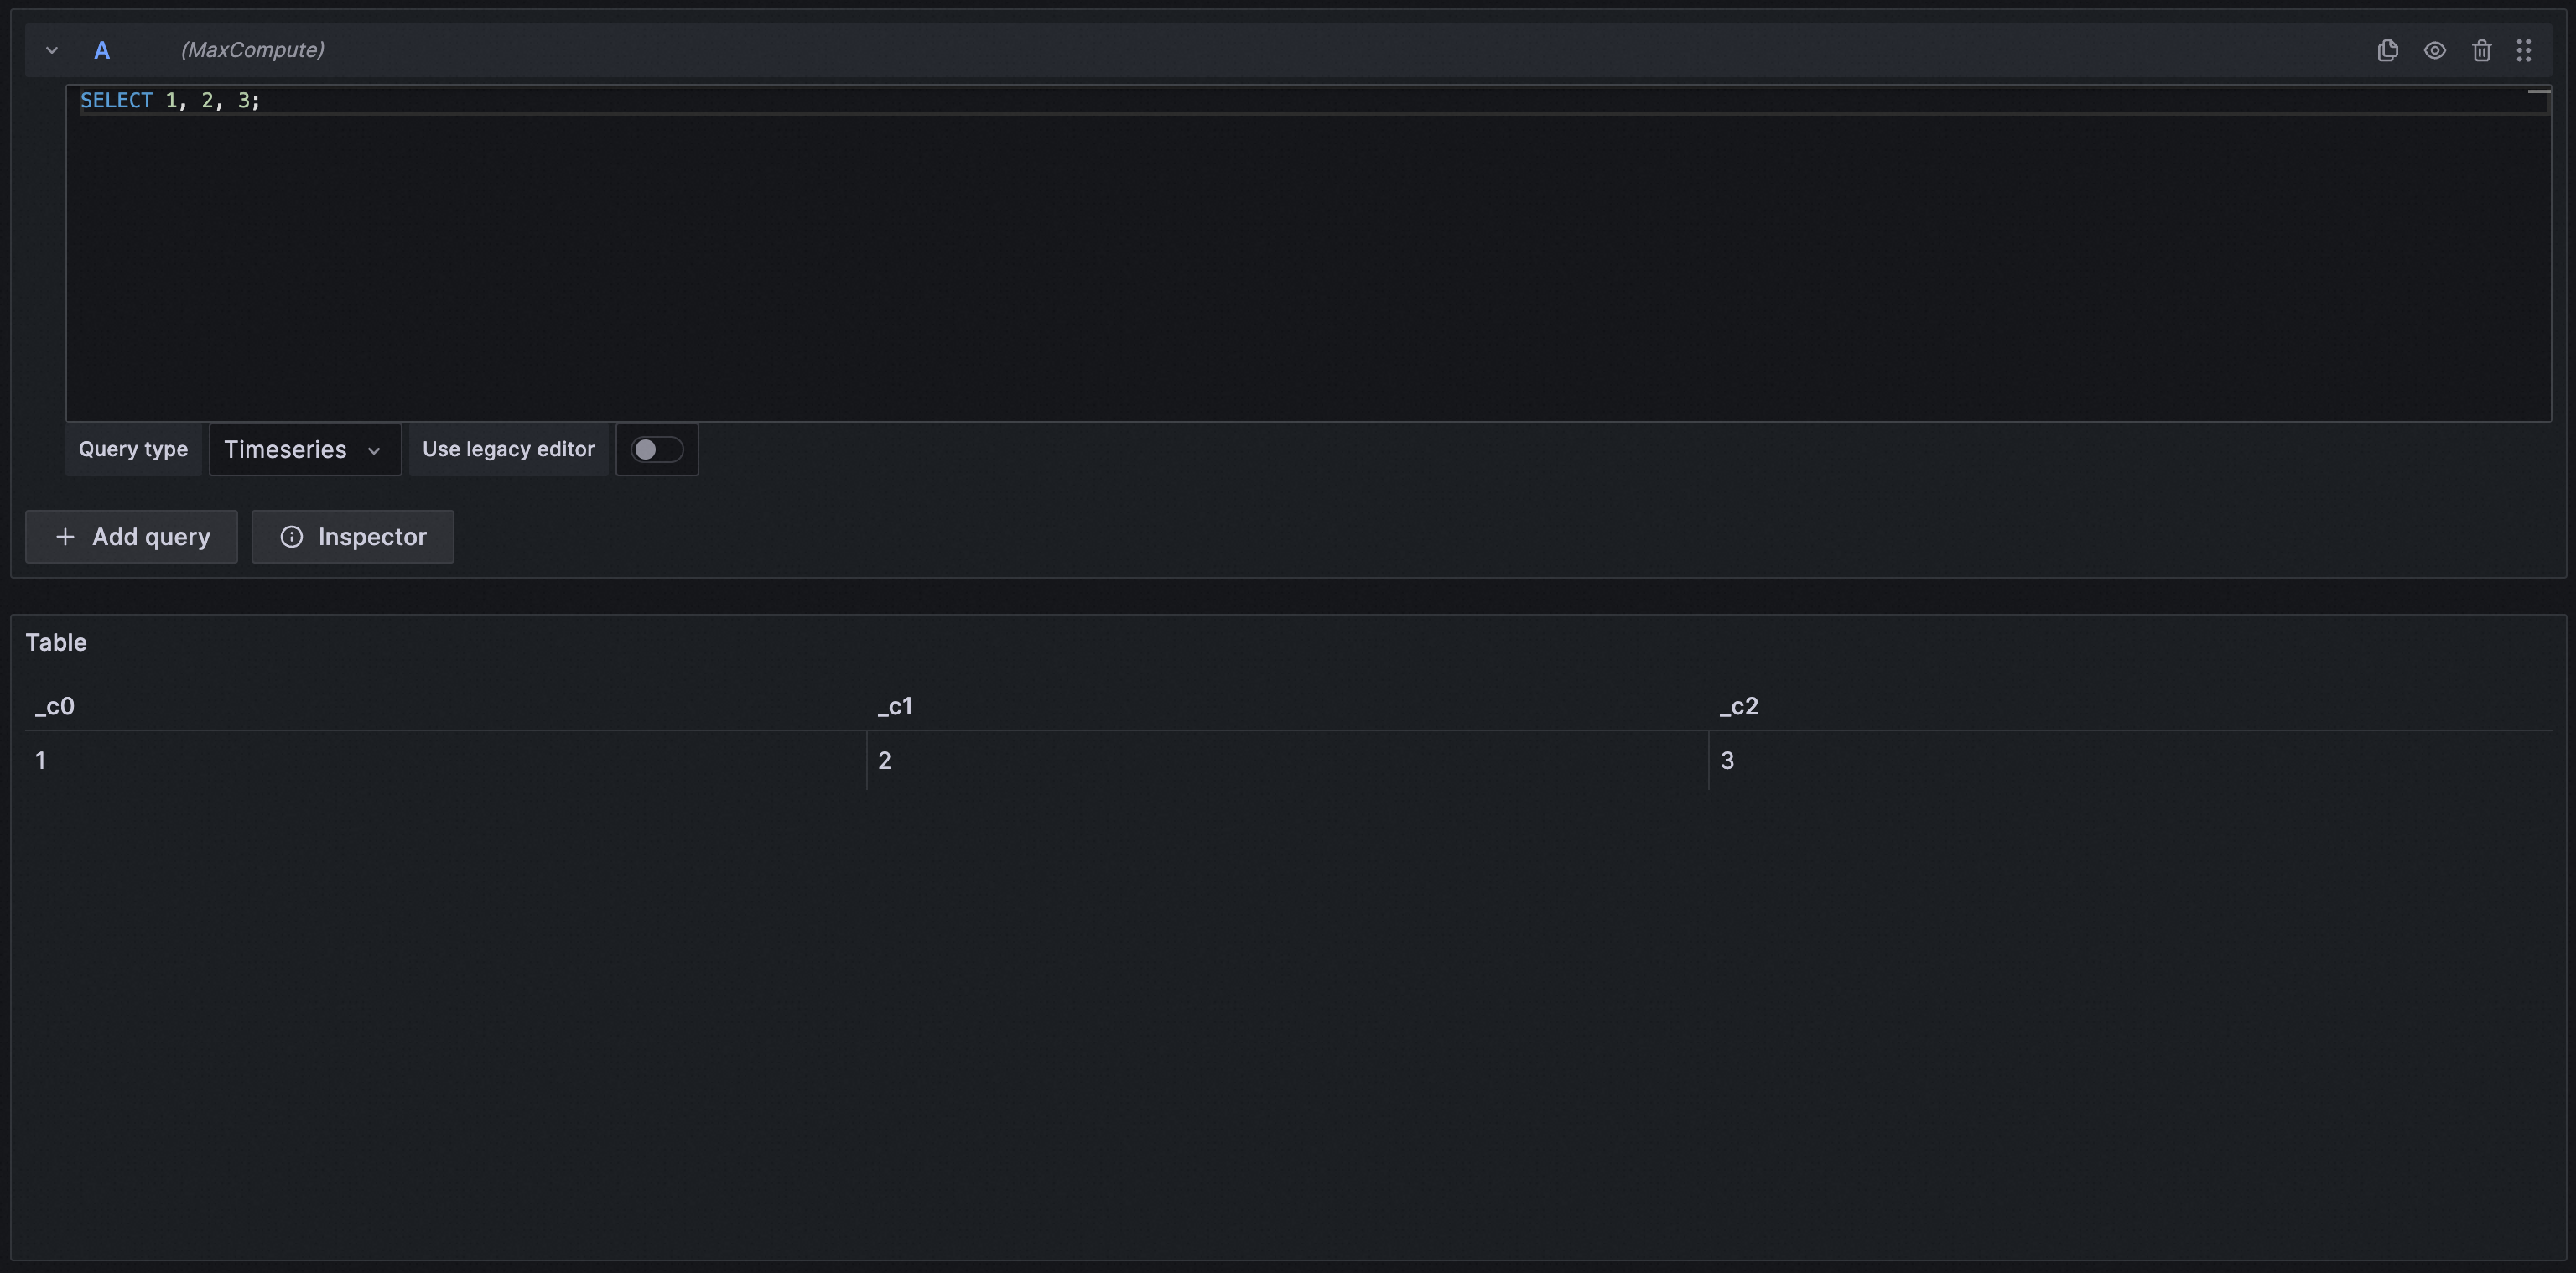 A (MaxCompute)
SELECT 1, 2, 3;
Query type Timeseries Use legacy editor
+ Add query Inspector
Table
_c0 _c1 _c2
1 2 3